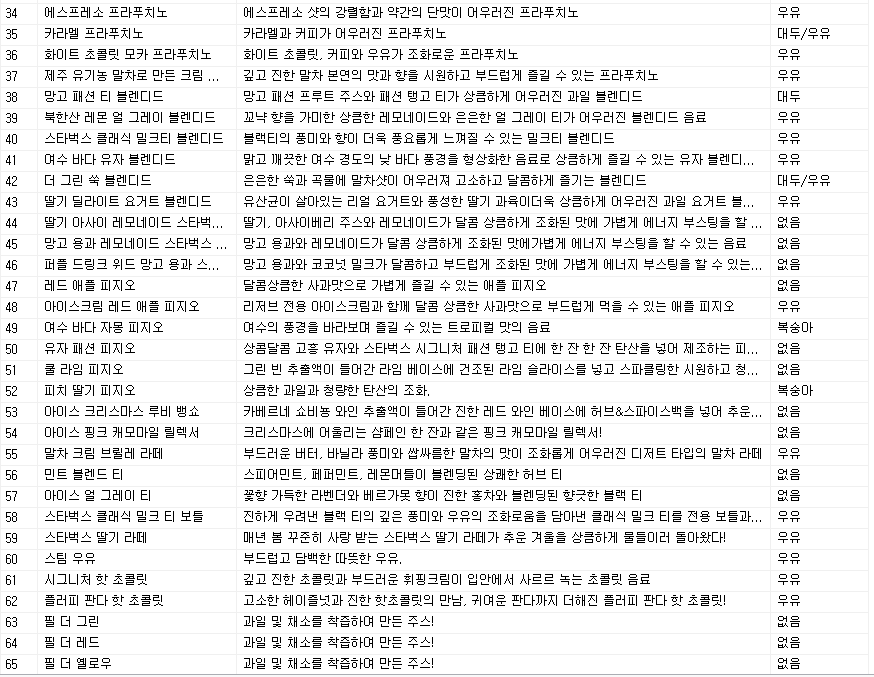 34 에스프레소 프라푸치노 에스프레소 샷의 강렬함과 약간의 단맛이 어우러진 프라푸치노 우유
35 카라멜 프라푸치노 카라멜과 커피가 어우러진 프라푸치노 대두/우유
36 화이트 초콜릿 모카 프라푸치노 화이트 초콜릿, 커피와 우유가 조화로운 프라푸치노 우유
37 제주 유기농 말차로 만든 크림 ... 깊고 진한 말차 본연의 맛과 향을 시원하고 부드럽게 즐길 수 있는 프라푸치노 우유
38 망고 패션 티 블렌디드 망고 패션 프루트 주스와 패션 탱고 티가 상큼하게 어우러진 과일 블렌디드 대두
39 북한산 레몬 얼 그레이 블렌디드 꼬냑 향을 가미한 상큼한 레모네이드와 은은한 얼 그레이 티가 어우러진 블렌디드 음료 우유
40 스타벅스 클래식 밀크티 블렌디드 블랙티의 풍미와 향이 더욱 풍요롭게 느껴질 수 있는 밀크티 블렌디드 우유
41 여수 바다 유자 블렌디드 맑고 깨끗한 여수 경도의 낮 바다 풍경을 형상화한 음료로 상큼하게 즐길 수 있는 유자 블렌디... 우유
42 더 그린 쑥 블렌디드 은은한 쑥과 곡물에 말차샷이 어우러져 고소하고 달콤하게 즐기는 블렌디드 대두/우유
43 딸기 딜라이트 요거트 블렌디드 유산균이 살아있는 리얼 요거트와 풍성한 딸기 과육이더욱 상큼하게 어우러진 과일 요거트 블... 우유
44 딸기 아사이 레모네이드 스타벅... 딸기, 아사이베리 주스와 레모네이드가 달콤 상큼하게 조화된 맛에 가볍게 에너지 부스팅을 할 ... 없음
45 망고 용과 레모네이드 스타벅스 ... 망고 용과와 레모네이드가 달콤 상큼하게 조화된 맛에가볍게 에너지 부스팅을 할 수 있는 음료 없음
46 퍼플 드링크 위드 망고 용과 스... 망고 용과와 코코넛 밀크가 달콤하고 부드럽게 조화된 맛에 가볍게 에너지 부스팅을 할 수 있는... 없음
47 레드 애플 피지오 달콤상큼한 사과맛으로 가볍게 즐길 수 있는 애플 피지오 없음
48 아이스크림 레드 애플 피지오 리저브 전용 아이스크림과 함께 달콤 상큼한 사과맛으로 부드럽게 먹을 수 있는 애플 피지오 우유
49 여수 바다 자몽 피지오 여수의 풍경을 바라보며 즐길 수 있는 트로피컬 맛의 음료 복숭아
50 유자 패션 피지오 상콤달콤 고흥 유자와 스타벅스 시그니처 패션 탱고 티에 한 잔 한 잔 탄산을 넣어 제조하는 피... 없음
51 쿨 라임 피지오 그린 빈 추출액이 들어간 라임 베이스에 건조된 라임 슬라이스를 넣고 스파클링한 시원하고 청... 없음
52 피치 딸기 피지오 상큼한 과일과 청량한 탄산의 조화. 복숭아
53 아이스 크리스마스 루비 뱅쇼 카베르네 쇼비뇽 와인 추출액이 들어간 진한 레드 와인 베이스에 허브&스파이스백을 넣어 추운... 없음
54 아이스 핑크 캐모마일 릴렉서 크리스마스에 어울리는 샴페인 한 잔과 같은 핑크 캐모마일 릴렉서! 없음
55 말차 크림 브륄레 라떼 부드러운 버터, 바닐라 풍미와 쌉싸름한 말차의 맛이 조화롭게 어우러진 디저트 타입의 말차 라떼 우유
56 민트 블렌드 티 스피어민트, 페퍼민트, 레몬머틀이 블렌딩된 상쾌한 허브 티 없음
57 아이스 얼 그레이 티 꽃향 가득한 라벤더와 베르가못 향이 진한 홍차와 블렌딩된 향긋한 블랙 티 없음
58 스타벅스 클래식 밀크 티 보틀 진하게 우려낸 블랙 티의 깊은 풍미와 우유의 조화로움을 담아낸 클래식 밀크 티를 전용 보틀과... 우유
59 스타벅스 딸기 라떼 매년 봄 꾸준히 사랑 받는 스타벅스 딸기 라떼가 추운 겨울을 상큼하게 물들이러 돌아왔다! 우유
60 스팀 우유 부드럽고 담백한 따뜻한 우유. 우유
61 시그니처 핫 초콜릿 깊고 진한 초콜릿과 부드러운 휘핑크림이 입안에서 사르르 녹는 초콜릿 음료 우유
62 플러피 판다 핫 초콜릿 고소한 헤이즐넛과 진한 핫초콜릿의 만남, 귀여운 판다까지 더해진 플러피 판다 핫 초콜릿! 우유
63 필 더 그린 과일 및 채소를 착즙하여 만든 주스! 없음
64 필 더 레드 과일 및 채소를 착즙하여 만든 주스! 없음
65 필 더 옐로우 과일 및 채소를 착즙하여 만든 주스! 없음